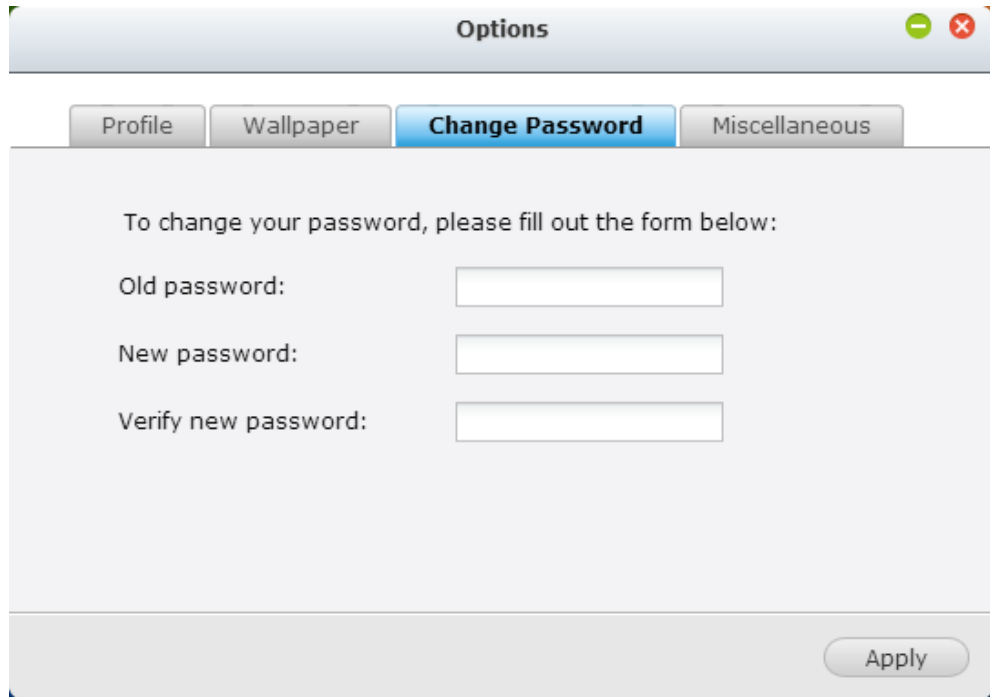 Options
Profile Wallpaper Change Password Miscellaneous
To change your password, please fill out the form below:
Old password:
New password:
Verify new password:
Apply